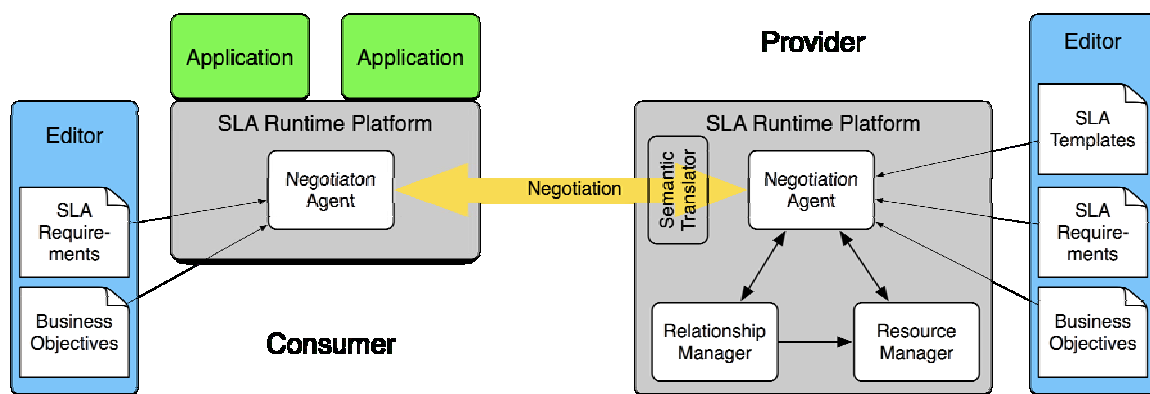 Application
Application
Provider
Editor
SLA Runtime Platform
SLA Runtime Platform
SLA
Templates
Editor
Negotiaton
Agent
Negotiation
Semantic
Translator
Negotiation
Agent
SLA
Require-
ments
SLA
Require-
ments
Business
Objectives
Consumer
Relationship
Manager
Resource
Manager
Business
Objectives